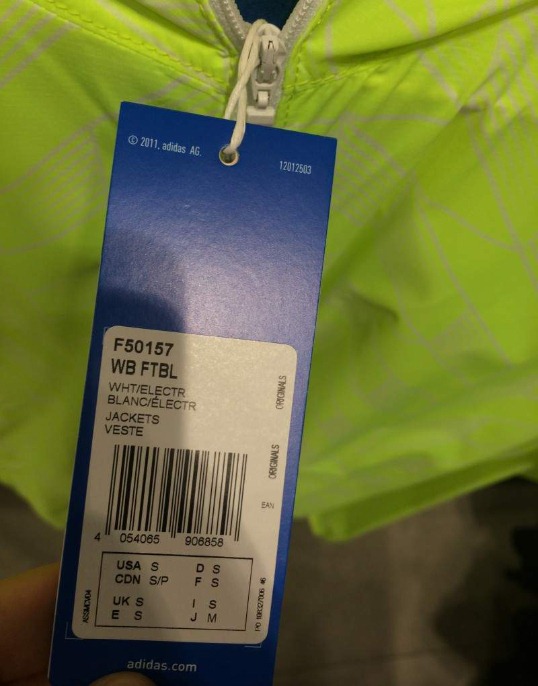 © 2011, adidas AG.
12012603
F50157
WB FTBL
WHT/ELECTR
BLANC/ÉLECTR
JACKETS
VESTE
ORIGINALS
ORIGINALS
EAN
4 054065 906858
USA S D S
CDN S/P F S
UK S I S
E S J M
adidas.com